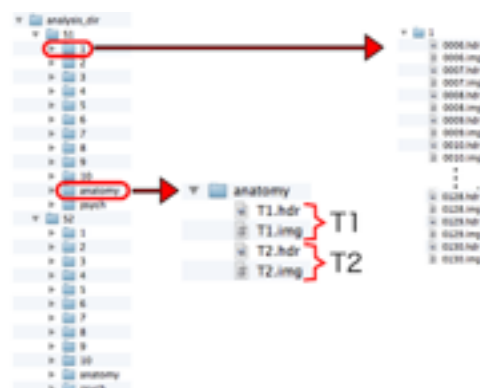 analysis_dir
S1
1
2
3
4
5
6
7
8
9
10
anatomy
psych
S2
1
2
3
4
5
6
7
8
9
10
anatomy
psych
anatomy
T1.hdr
T1.img
T1
T2.hdr
T2.img
T2
1
0006.hdr
0006.img
0007.hdr
0007.img
0008.hdr
0008.img
0009.hdr
0009.img
0010.hdr
0010.img
0128.hdr
0128.img
0129.hdr
0129.img
0130.hdr
0130.img